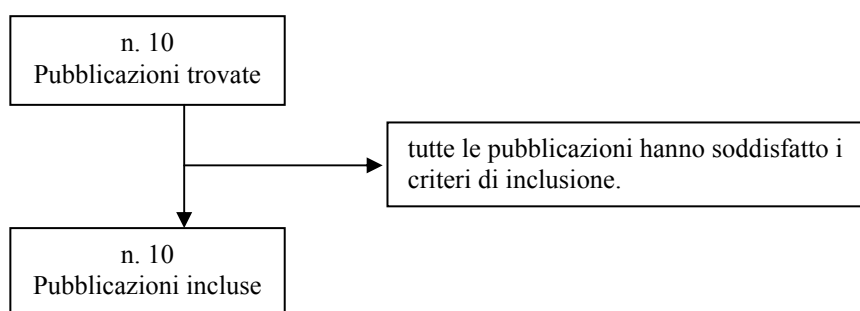 n. 10
Pubblicazioni trovate
tutte le pubblicazioni hanno soddisfatto i
criteri di inclusione.
n. 10
Pubblicazioni incluse